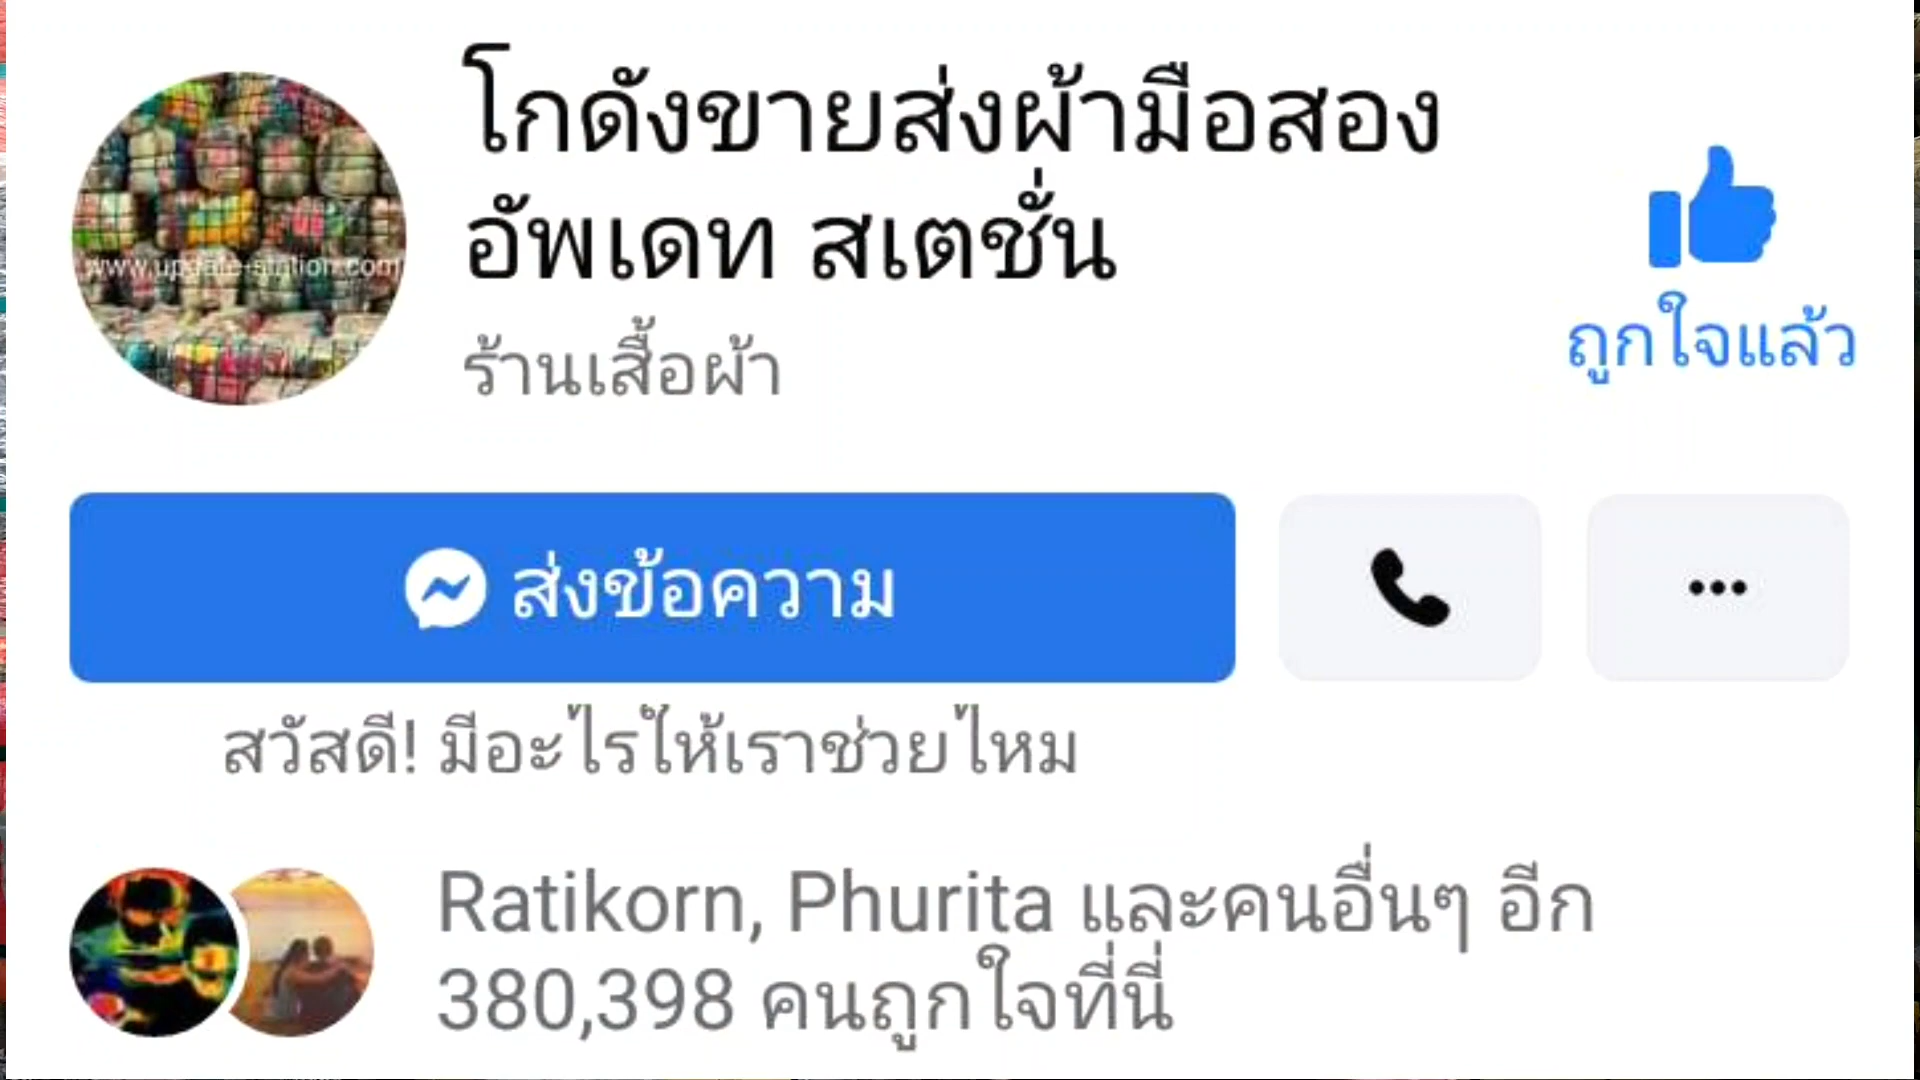 โกดังขายส่งผ้ามือสอง
อัพเดท สเตชั่น
ร้านเสื้อผ้า
www.update-station.com
ถูกใจแล้ว
ส่งข้อความ
สวัสดี! มีอะไรให้เราช่วยไหม
Ratikorn, Phurita และคนอื่นๆ อีก
380,398 คนถูกใจที่นี่